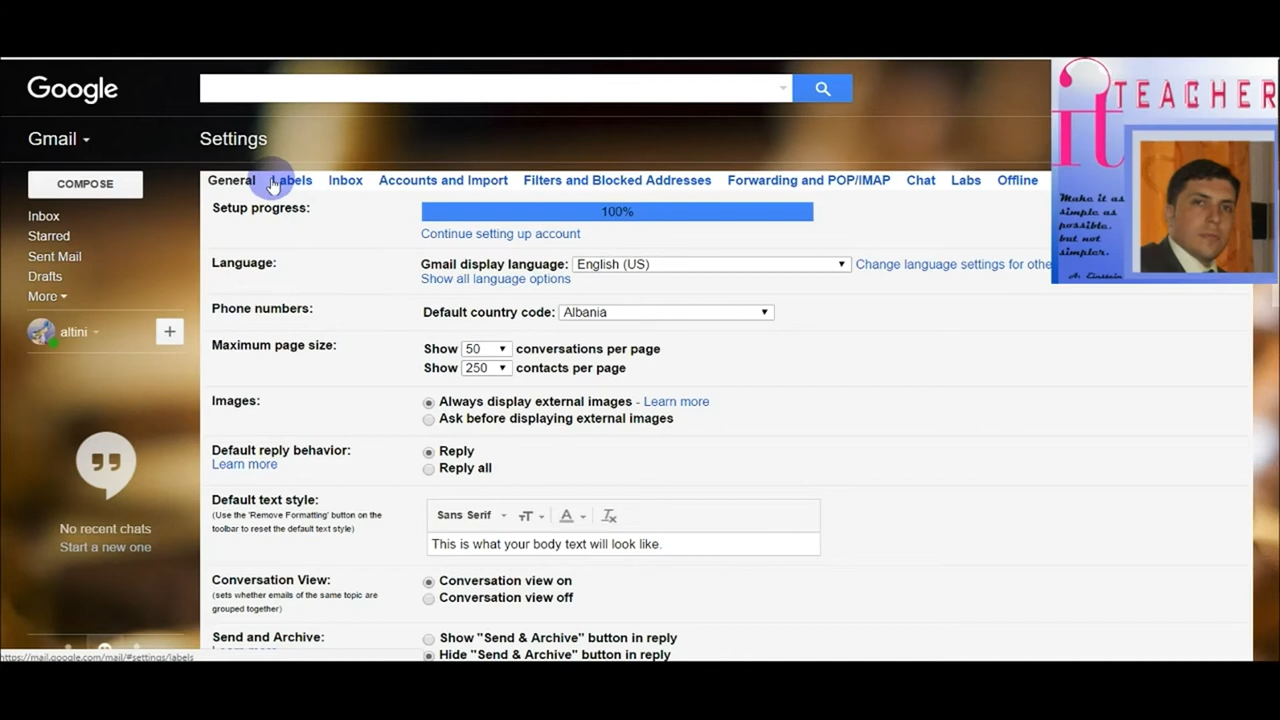 Google
Gmail
Settings
it TEACHER
COMPOSE
General Labels Inbox Accounts and Import Filters and Blocked Addresses Forwarding and POP/IMAP Chat Labs Offline
Make it as
simple as
possible.
but not
simpler.
A. Einstein
Inbox
Starred
Sent Mail
Drafts
More
altini
No recent chats
Start a new one
Setup progress: 100%
Continue setting up account
Language: Gmail display language: English (US) Change language settings for othe
Show all language options
Phone numbers: Default country code: Albania
Maximum page size: Show 50 conversations per page
Show 250 contacts per page
Images: Always display external images - Learn more
Ask before displaying external images
Default reply behavior: Reply
Learn more Reply all
Default text style:
(Use the 'Remove Formatting' button on the
toolbar to reset the default text style)
Sans Serif
This is what your body text will look like.
Conversation View: Conversation view on
(sets whether emails of the same topic are
grouped together)
Conversation view off
Send and Archive: Show "Send & Archive" button in reply
Hide "Send & Archive" button in reply
https://mail.google.com/mail/#settings/labels